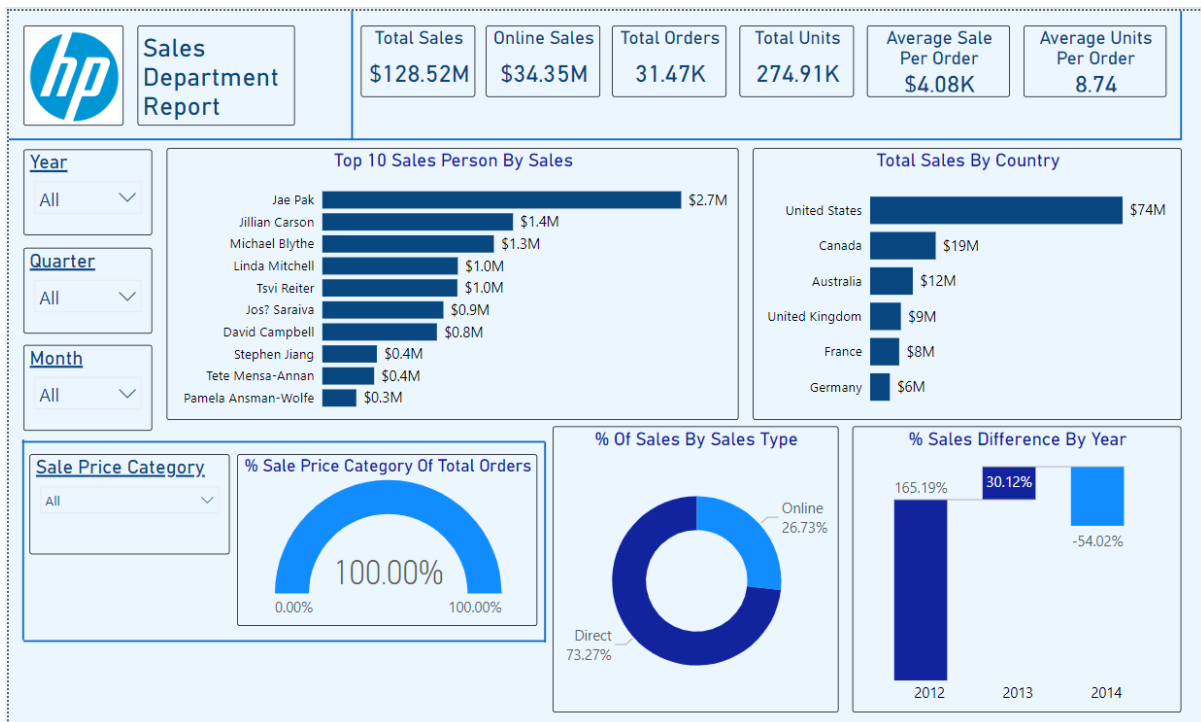 hp
Sales
Department
Report
Total Sales
$128.52M
Online Sales
$34.35M
Total Orders
31.47K
Total Units
274.91K
Average Sale
Per Order
$4.08K
Average Units
Per Order
8.74
Year
All
Quarter
All
Month
All
Top 10 Sales Person By Sales
Jae Pak $2.7M
Jillian Carson $1.4M
Michael Blythe $1.3M
Linda Mitchell $1.0M
Tsvi Reiter $1.0M
Jos? Saraiva $0.9M
David Campbell $0.8M
Stephen Jiang $0.4M
Tete Mensa-Annan $0.4M
Pamela Ansman-Wolfe $0.3M
Total Sales By Country
United States $74M
Canada $19M
Australia $12M
United Kingdom $9M
France $8M
Germany $6M
Sale Price Category
All
% Sale Price Category Of Total Orders
100.00%
0.00% 100.00%
% Of Sales By Sales Type
Online
26.73%
Direct
73.27%
% Sales Difference By Year
165.19%
30.12%
-54.02%
2012 2013 2014